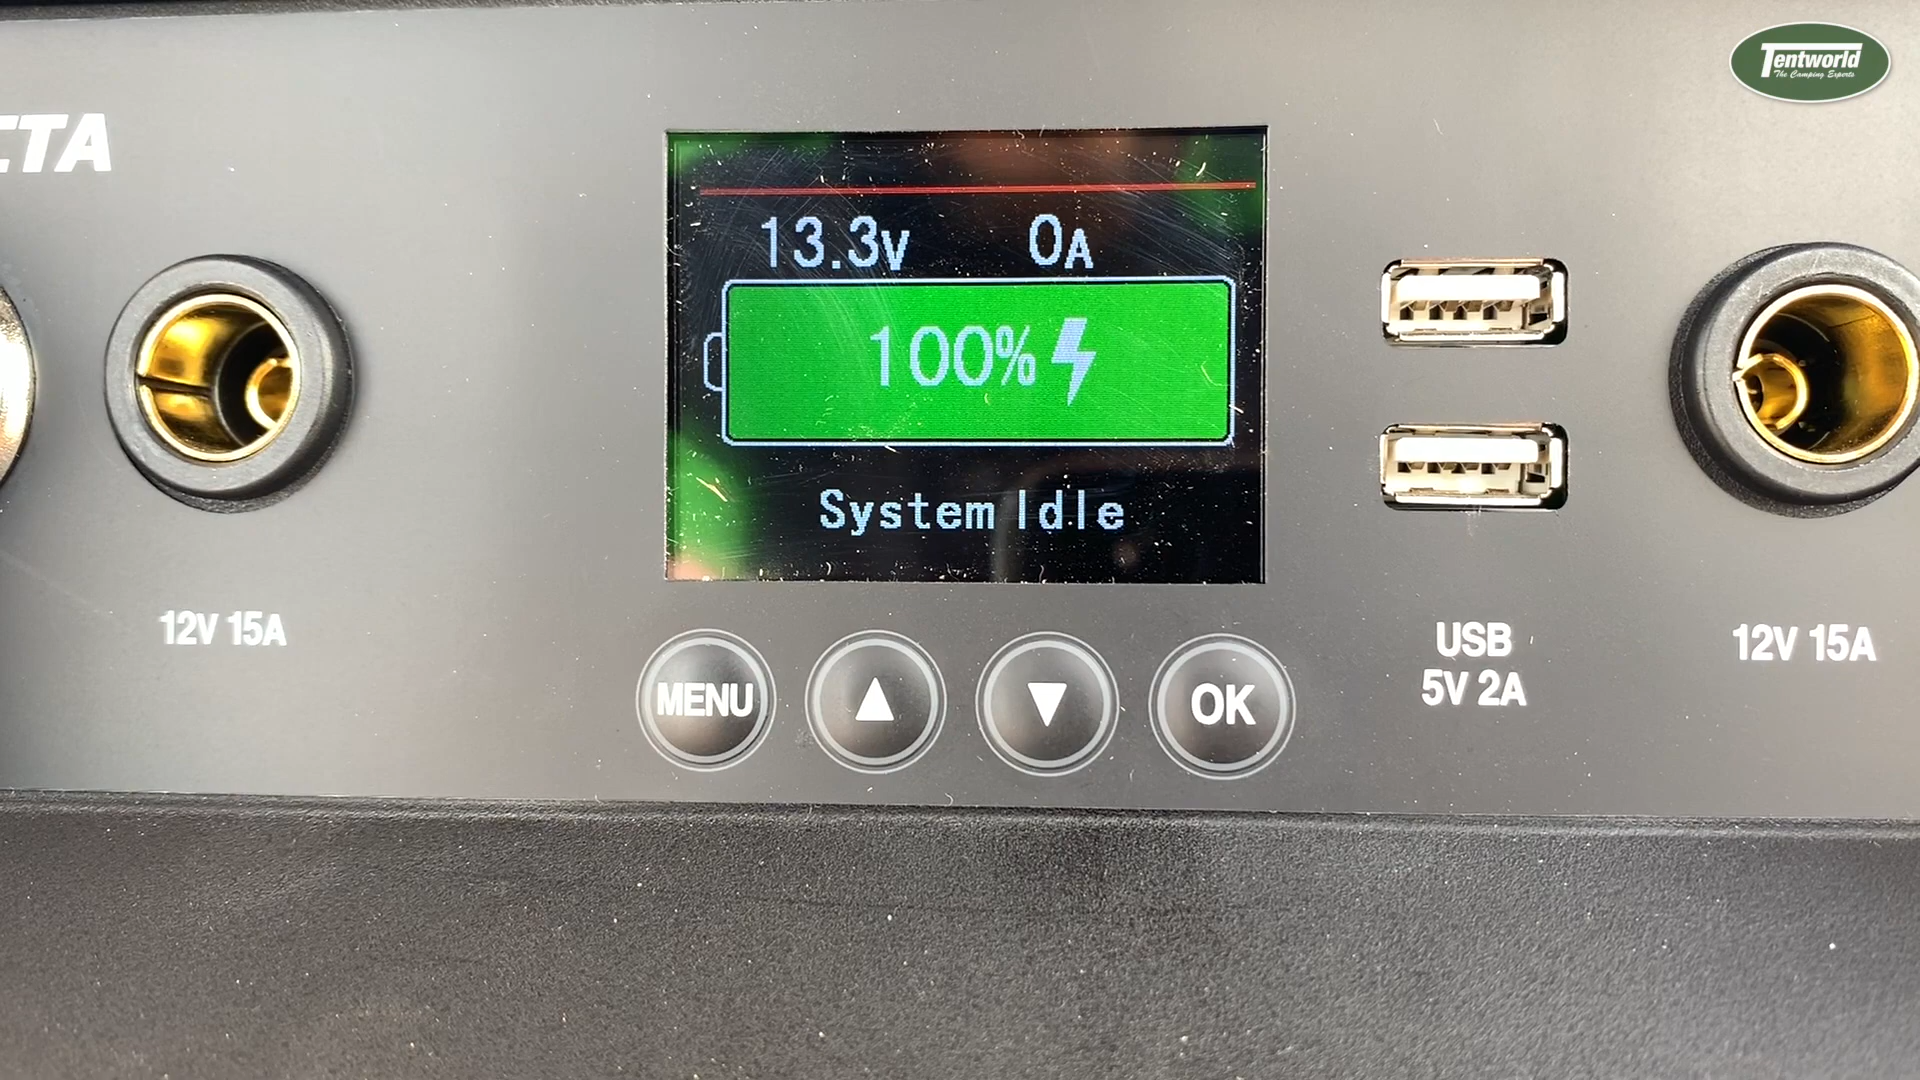 Tentworld
The Camping Experts
CTA
13.3V 0A
100%
System Idle
12V 15A
MENU
OK
USB
5V 2A
12V 15A